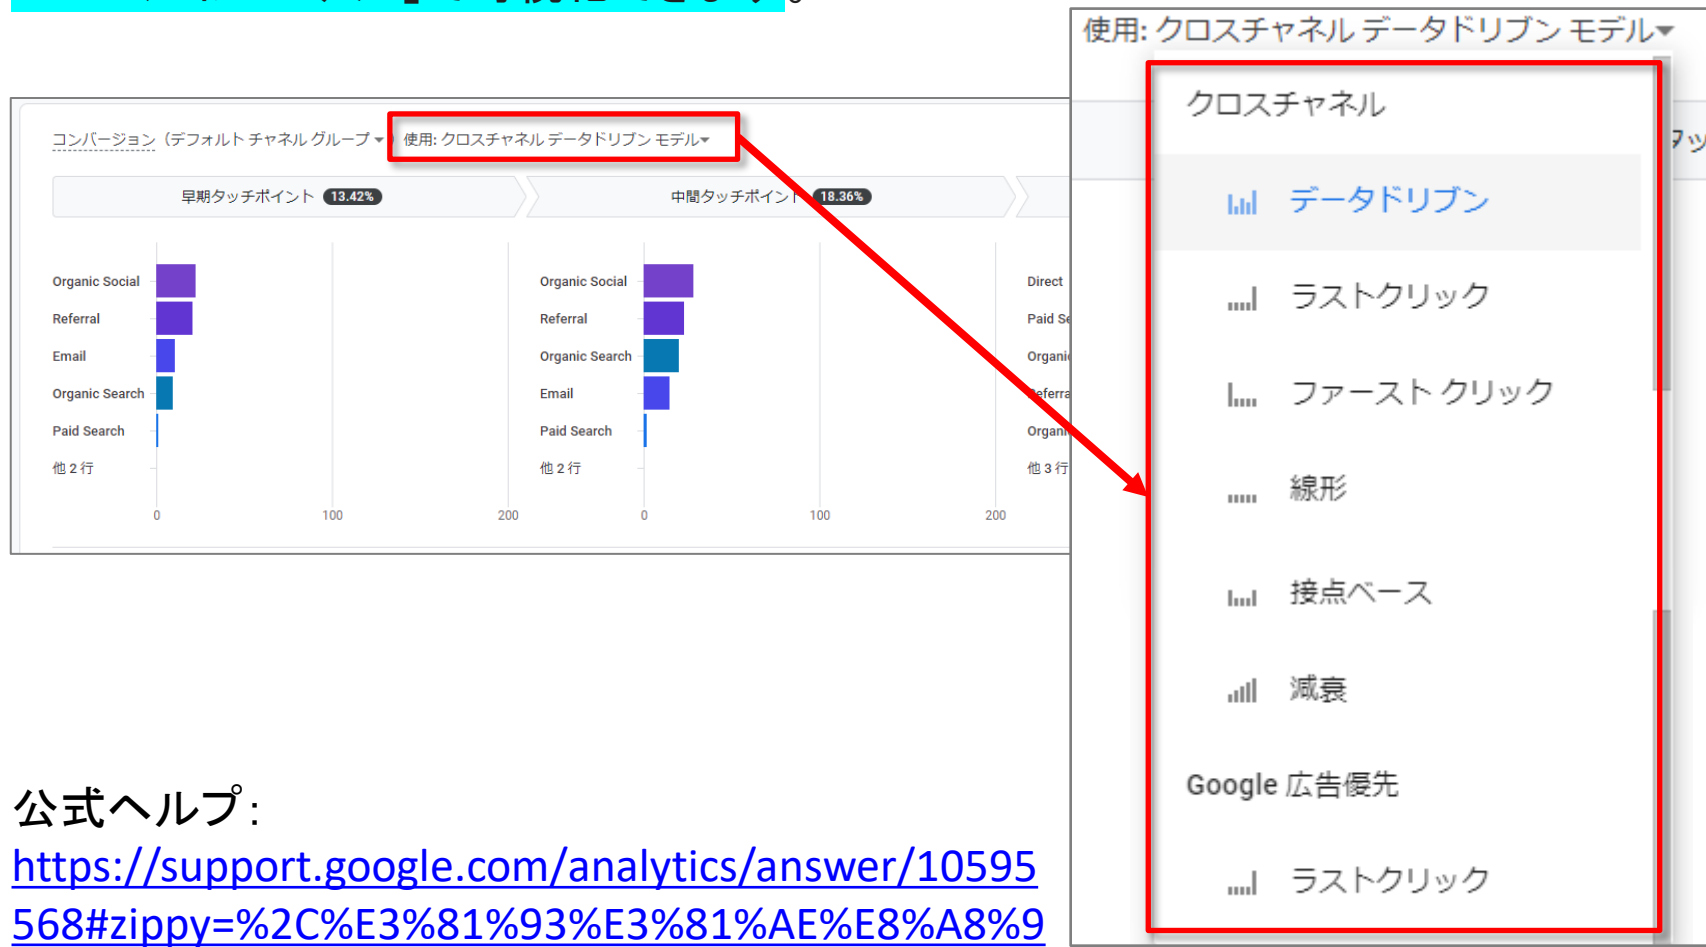 できます。
使用: クロスチャネル データドリブン モデル
コンバージョン（デフォルト チャネル グループ ） 使用: クロスチャネル データドリブン モデル
早期タッチポイント 13.42%
中間タッチポイント 18.36%
Organic Social
Referral
Email
Organic Search
Paid Search
他 2 行
0 100 200
Organic Social
Referral
Organic Search
Email
Paid Search
他 2 行
0 100 200
Direct
Paid
他 3 行
クロスチャネル
データドリブン
ラストクリック
ファースト クリック
線形
接点ベース
減衰
Google 広告優先
ラストクリック
公式ヘルプ：
https://support.google.com/analytics/answer/10595
568#zippy=%2C%E3%81%93%E3%81%AE%E8%A8%9